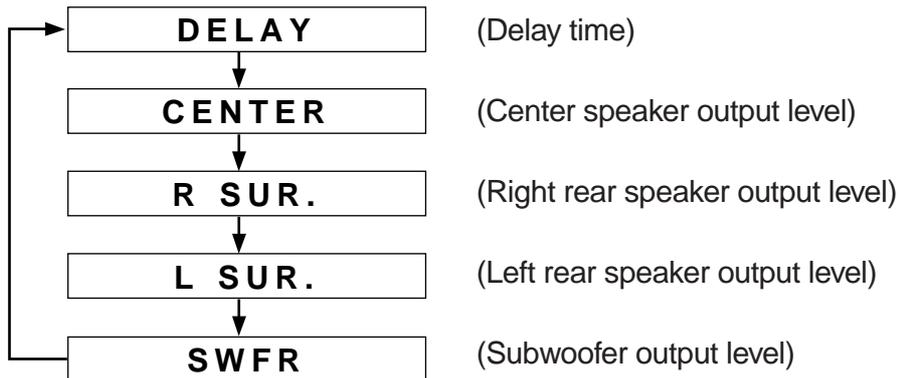 DELAY (Delay time)
CENTER (Center speaker output level)
R SUR. (Right rear speaker output level)
L SUR. (Left rear speaker output level)
SWFR (Subwoofer output level)